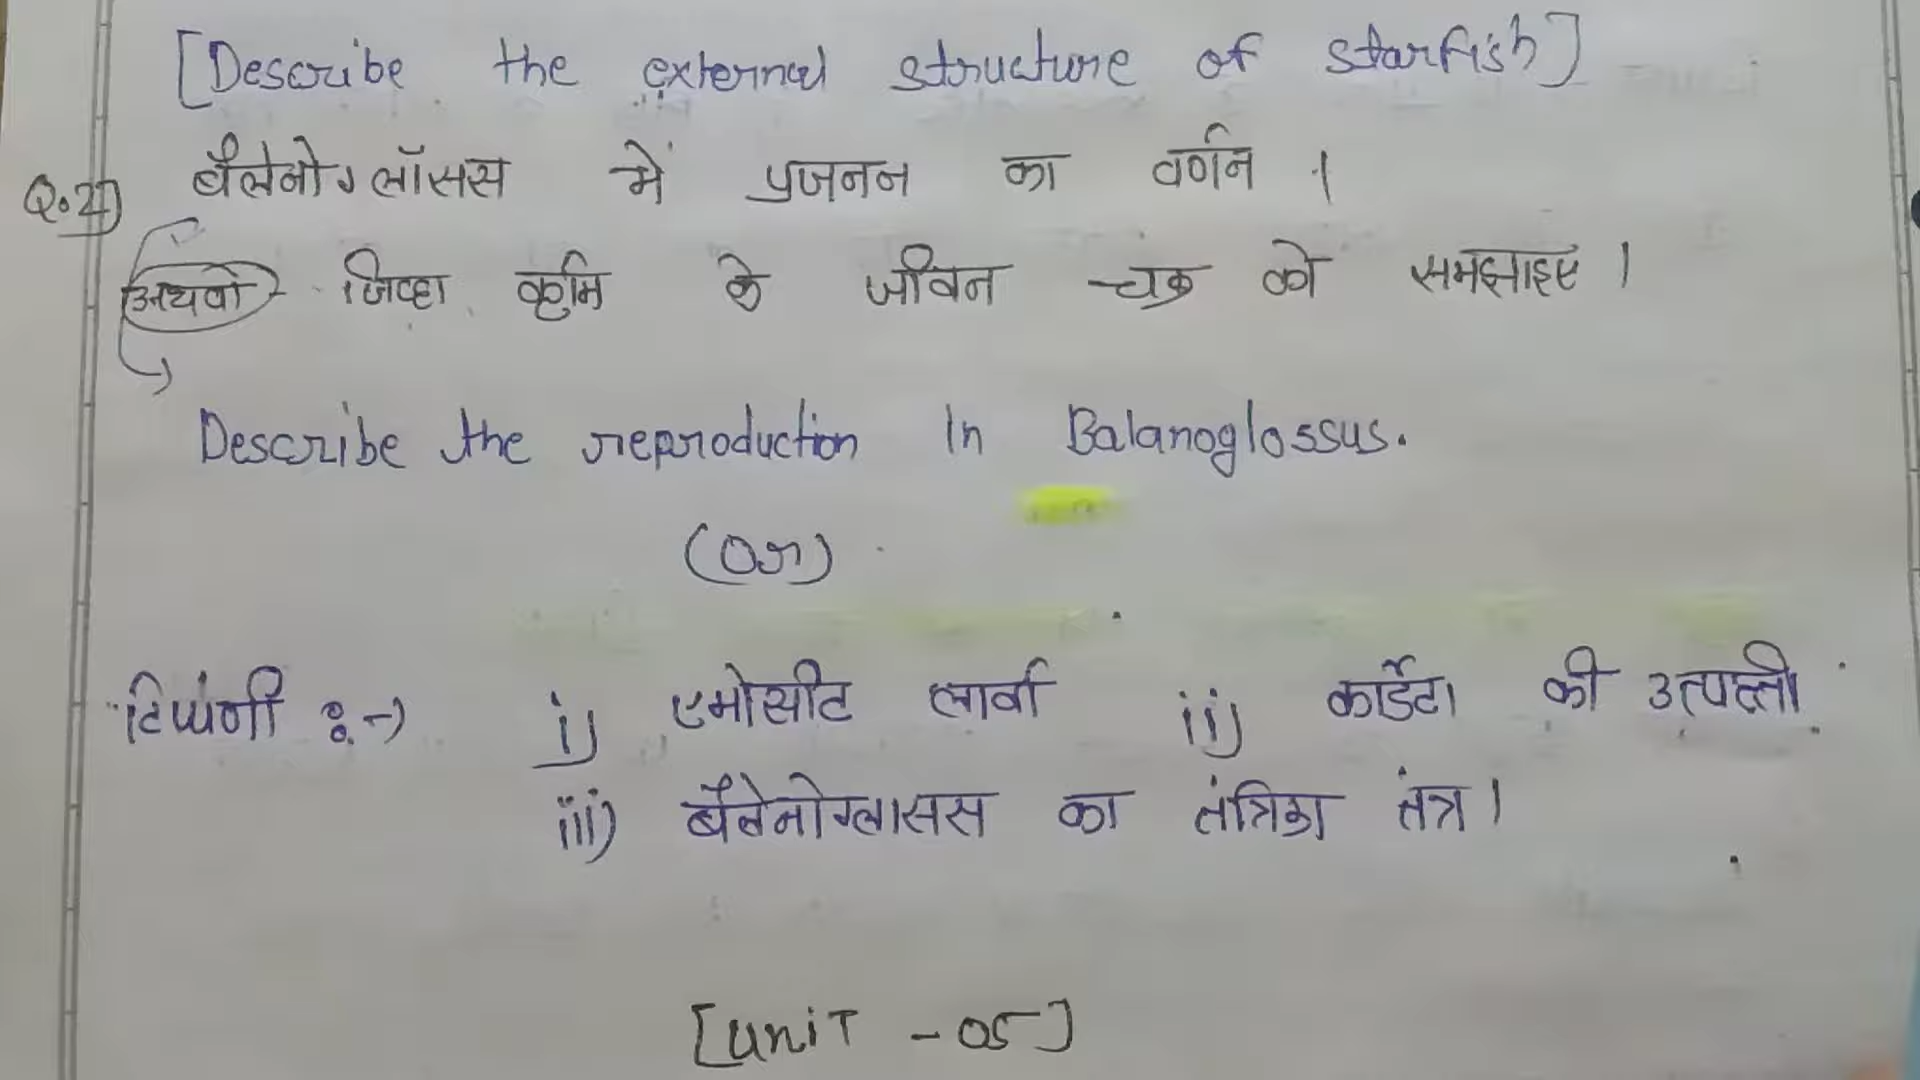 [Describe the external structure of starfish]
Q.2) बैलेनोग्लॉसस में प्रजनन का वर्णन ।
अथवा जिव्हा कृमि के जीवन चक्र को समझाइए ।
Describe the reproduction In Balanoglossus.
(Or)
टिप्पणी :-) i) एमोसीट लार्वा ii) कार्डेटा की उत्पत्ती
iii) बैलेनोग्लासस का तंत्रिका तंत्र ।
[Unit - 05]